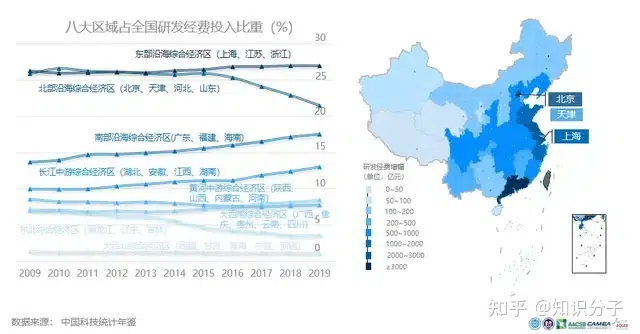 八大区域占全国研发经费投入比重（%）
30
东部沿海综合经济区（上海、江苏、浙江）
25
北部沿海综合经济区（北京、天津、河北、山东）
20
南部沿海综合经济区(广东、福建、海南)
15
长江中游综合经济区（湖北、安徽、江西、湖南）
10
黄河中游综合经济区（陕西、
山西、内蒙古、河南）
大西南综合经济区（广西、重
庆、贵州、云南、四川）
5
东北综合经济区（黑龙江、辽宁、吉林）
0
2009 2010 2011 2012 2013 2014 2015 2016 2017 2018 2019
北京
天津
上海
研发经费增幅
（单位：亿元）
0~50
50~100
100~200
200~500
500~1000
1000~2000
2000~3000
≥3000
数据来源： 中国科技统计年鉴
知乎 @知识分子
AACSB
CAMEA